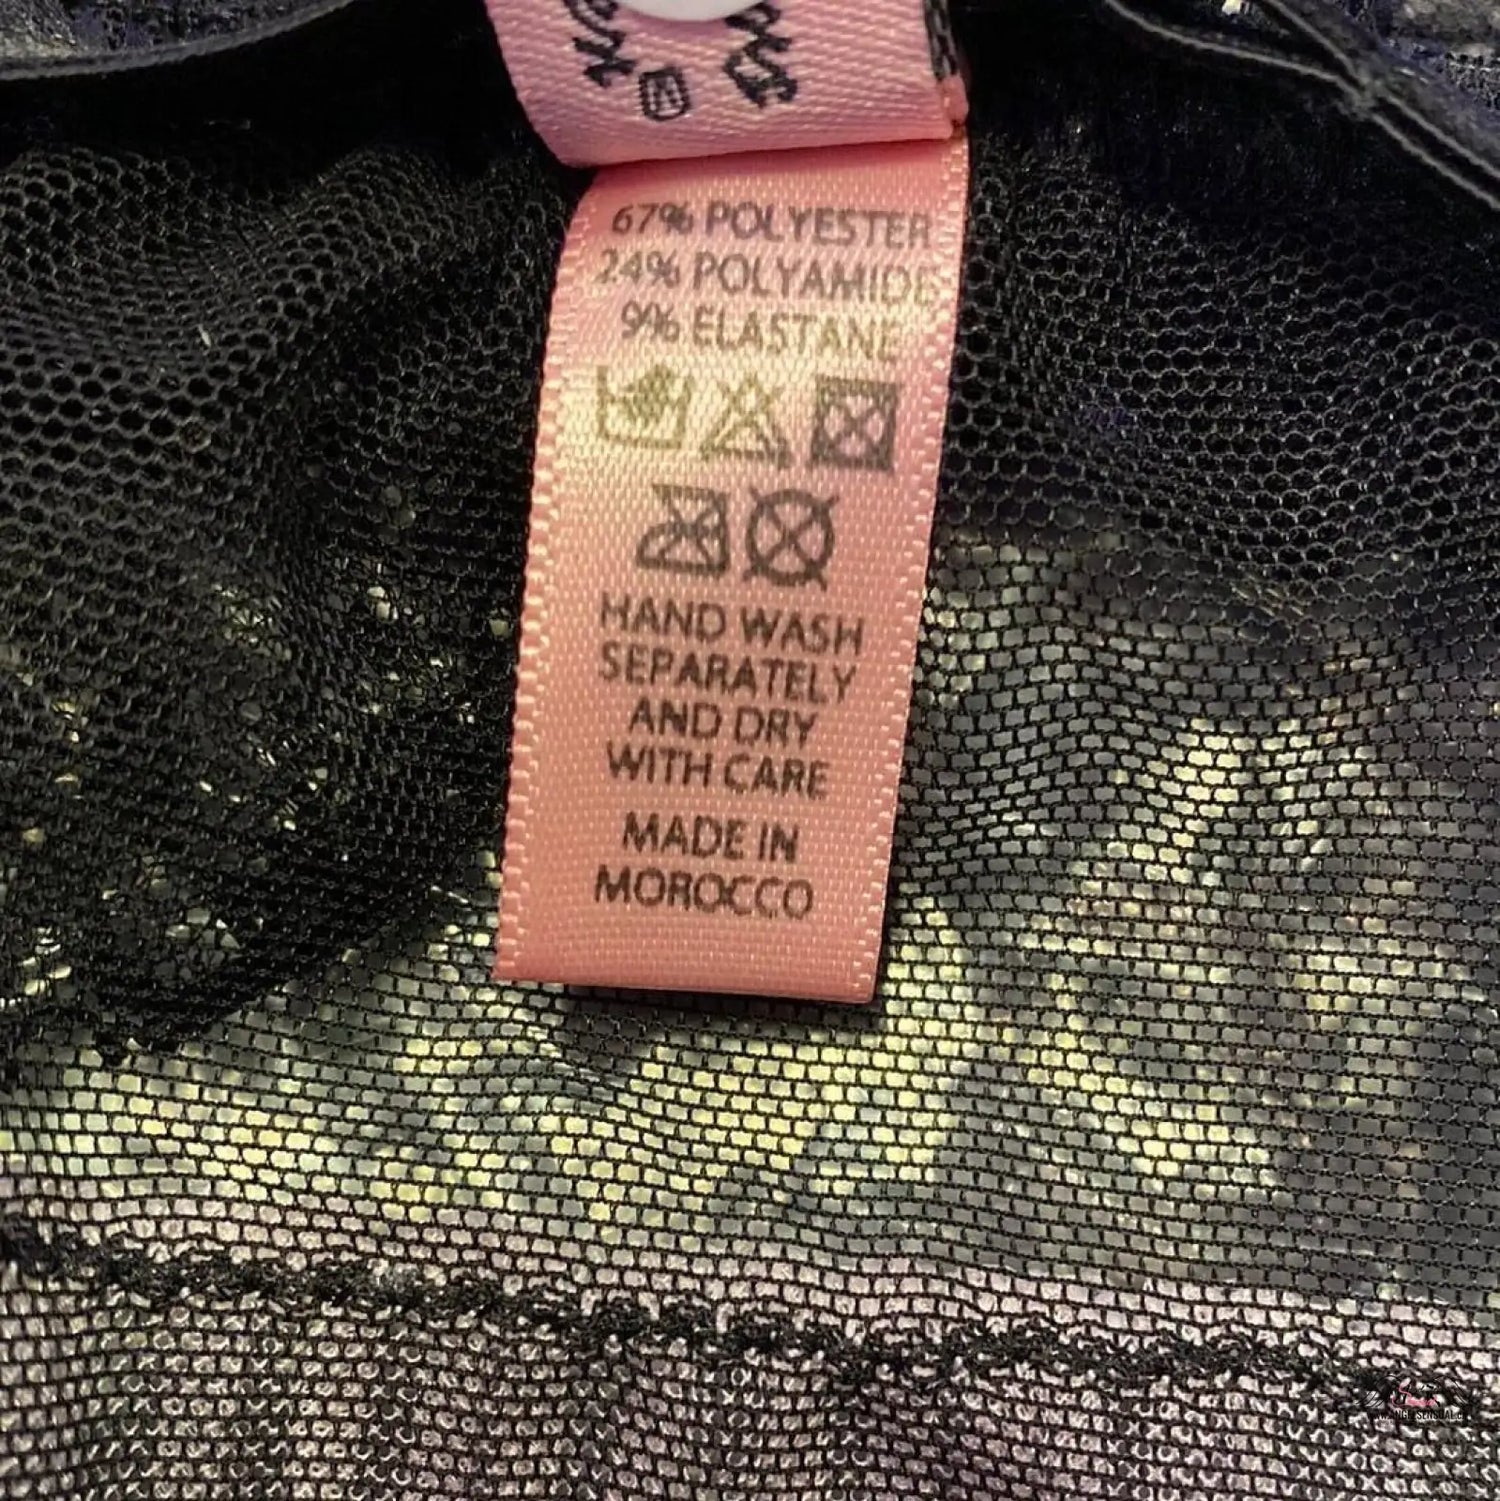 67% POLYESTER
24% POLYAMIDE
9% ELASTANE
HAND WASH
SEPARATELY
AND DRY
WITH CARE
MADE IN
MOROCCO